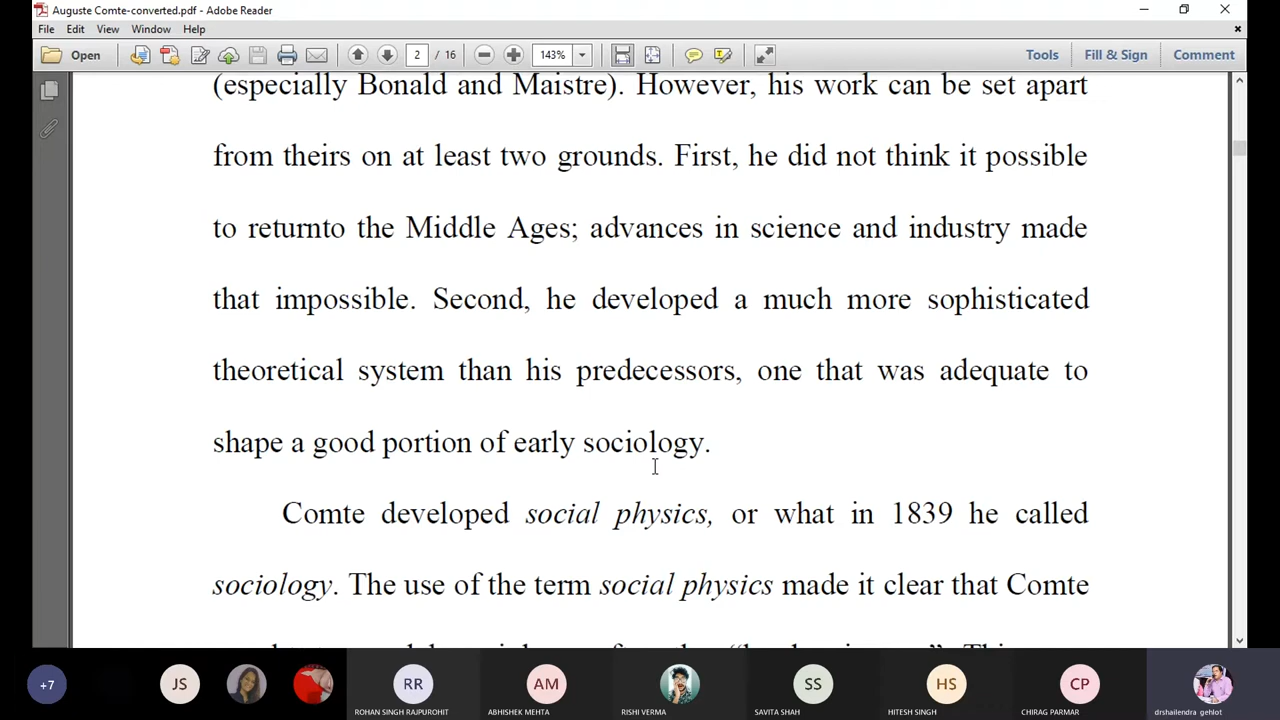 Auguste Comte-converted.pdf - Adobe Reader
File Edit View Window Help
Open 2 / 16 143% Tools Fill & Sign Comment
(especially Bonald and Maistre). However, his work can be set apart
from theirs on at least two grounds. First, he did not think it possible
to returnto the Middle Ages; advances in science and industry made
that impossible. Second, he developed a much more sophisticated
theoretical system than his predecessors, one that was adequate to
shape a good portion of early sociology.
Comte developed social physics, or what in 1839 he called
sociology. The use of the term social physics made it clear that Comte
+7 JS RR AM SS HS CP
ROHAN SINGH RAJPUROHIT ABHISHEK MEHTA RISHI VERMA SAVITA SHAH HITESH SINGH CHIRAG PARMAR drshailendra gehlot